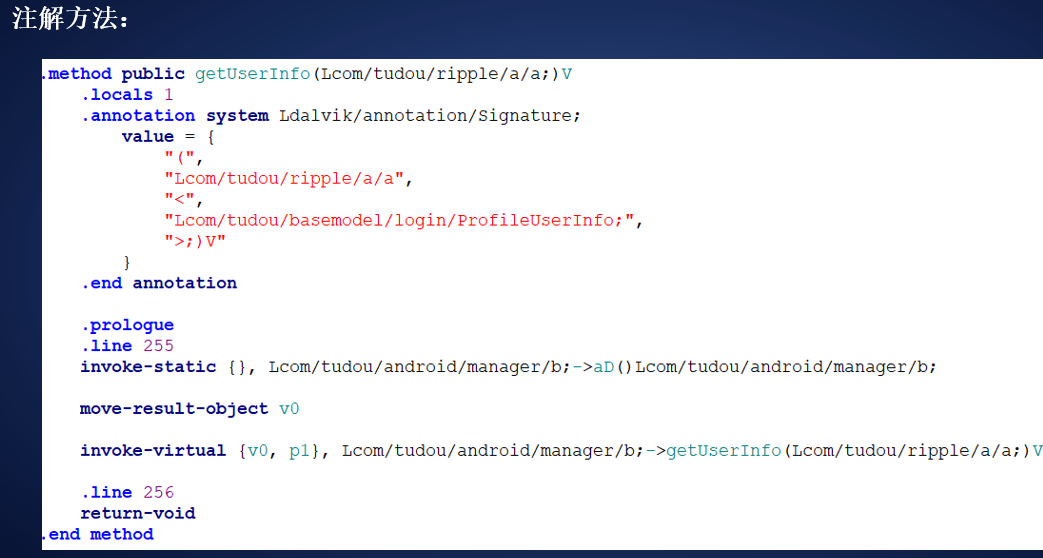 注解方法：
.method public getUserInfo(Lcom/tudou/ripple/a/a;)V
.locals 1
.annotation system Ldalvik/annotation/Signature;
value = {
"(",
"Lcom/tudou/ripple/a/a",
"<",
"Lcom/tudou/basemodel/login/ProfileUserInfo;",
">;)V"
}
.end annotation
.prologue
.line 255
invoke-static {}, Lcom/tudou/android/manager/b;->aD()Lcom/tudou/android/manager/b;
move-result-object v0
invoke-virtual {v0, p1}, Lcom/tudou/android/manager/b;->getUserInfo(Lcom/tudou/ripple/a/a;)V
.line 256
return-void
.end method